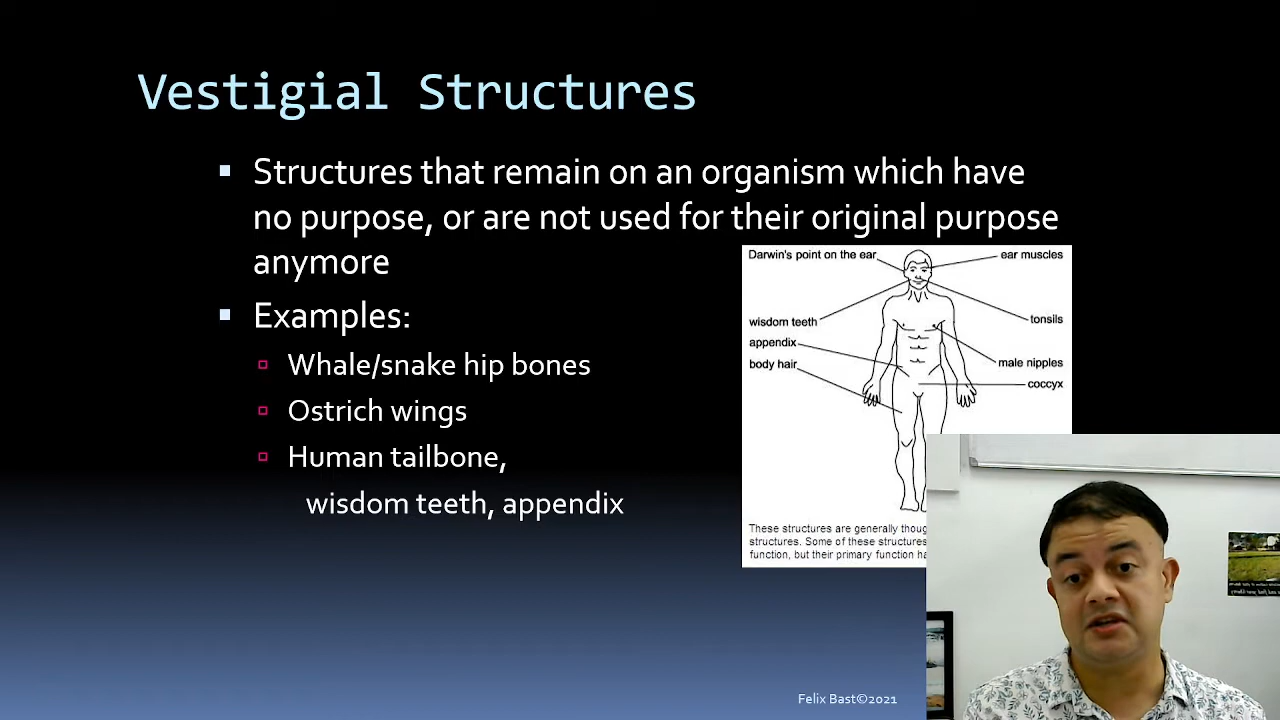 Vestigial Structures
Structures that remain on an organism which have
no purpose, or are not used for their original purpose
anymore
Examples:
Whale/snake hip bones
Ostrich wings
Human tailbone,
wisdom teeth, appendix
Darwin's point on the ear
ear muscles
wisdom teeth
tonsils
appendix
body hair
male nipples
coccyx
These structures are generally
structures. Some of these structures
function, but their primary function
Felix Bast©2021